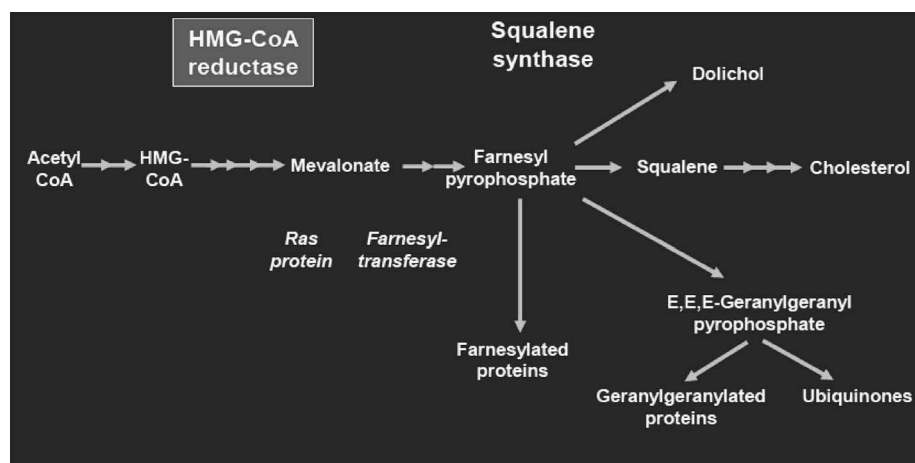 HMG-CoA
reductase
Squalene
synthase
Dolichol
Acetyl
CoA
HMG-
CoA
Mevalonate
Farnesyl
pyrophosphate
Squalene
Cholesterol
Ras
protein
Farnesyl-
transferase
E,E,E-Geranylgeranyl
pyrophosphate
Farnesylated
proteins
Geranylgeranylated
proteins
Ubiquinones